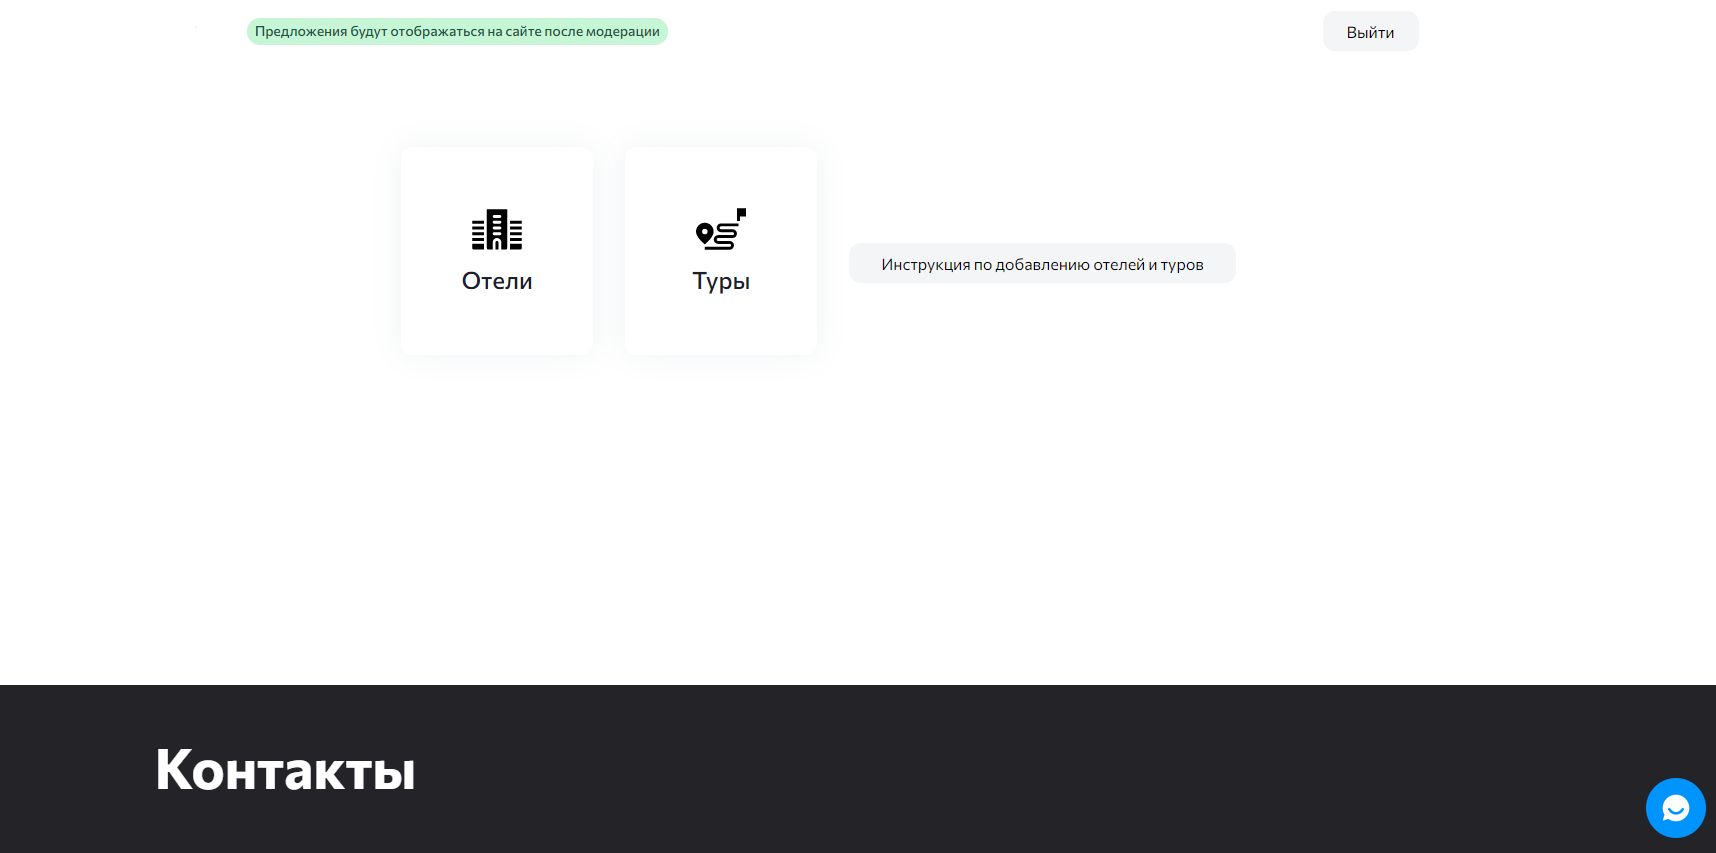 Предложения будут отображаться на сайте после модерации
Выйти
Отели
Туры
Инструкция по добавлению отелей и туров
Контакты